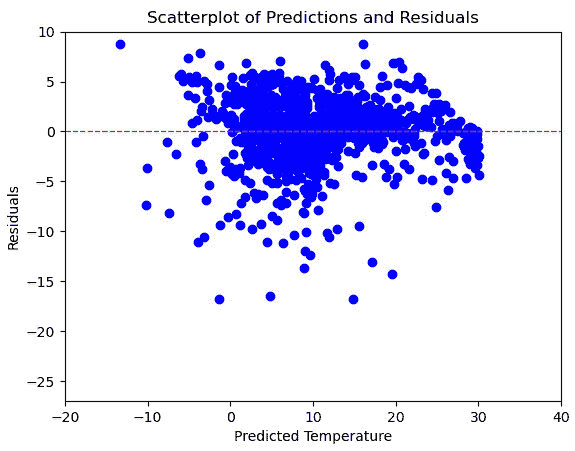 Scatterplot of Predictions and Residuals
10
5
0
−5
−10
−15
−20
−25
Residuals
−20 −10 0 10 20 30 40
Predicted Temperature